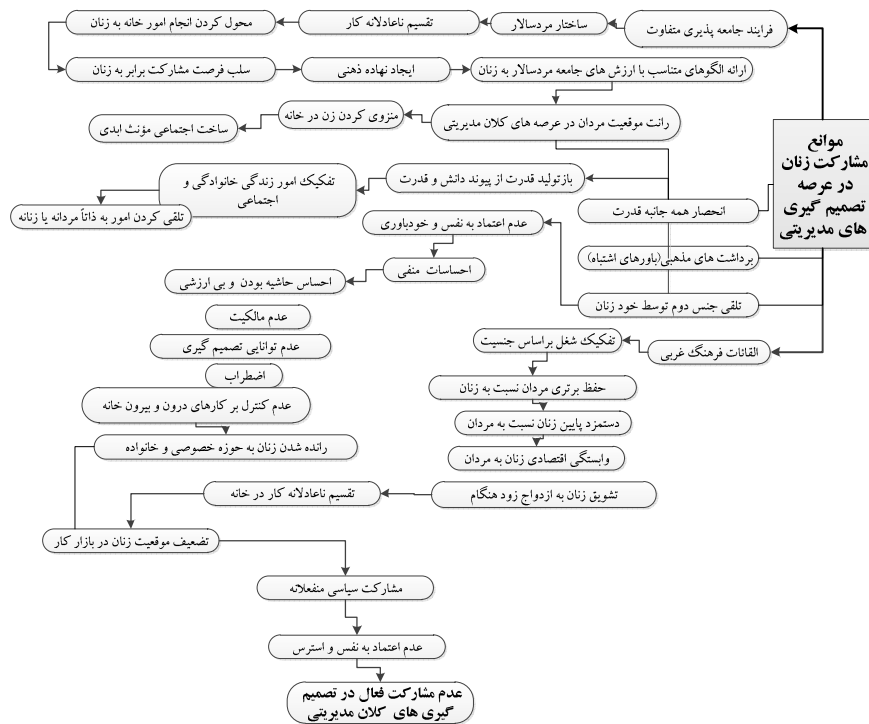 فرایند جامعه پذیری متفاوت
ساختار مردسالار
تقسیم ناعادلانه کار
محول کردن انجام امور خانه به زنان
ارائه الگوهای متناسب با ارزش های جامعه مردسالار به زنان
ایجاد نهاده ذهنی
سلب فرصت مشارکت برابر به زنان
رانت موقعیت مردان در عرصه های کلان مدیریتی
منزوی کردن زن در خانه
ساخت اجتماعی مؤنث ابدی
موانع
مشارکت زنان
در عرصه
تصمیم گیری
های مدیریتی
بازتولید قدرت از پیوند دانش و قدرت
تفکیک امور زندگی خانوادگی و
اجتماعی
تلقی کردن امور به ذاتاً مردانه یا زنانه
انحصار همه جانبه قدرت
عدم اعتماد به نفس و خودباوری
برداشت های مذهبی(باورهای اشتباه)
احساسات منفی
احساس حاشیه بودن و بی ارزشی
تلقی جنس دوم توسط خود زنان
عدم مالکیت
عدم توانایی تصمیم گیری
اضطراب
عدم کنترل بر کارهای درون و بیرون خانه
رانده شدن زنان به حوزه خصوصی و خانواده
القائات فرهنگ غربی
تفکیک شغل براساس جنسیت
حفظ برتری مردان نسبت به زنان
دستمزد پایین زنان نسبت به مردان
وابستگی اقتصادی زنان به مردان
تشویق زنان به ازدواج زود هنگام
تقسیم ناعادلانه کار در خانه
تضعیف موقعیت زنان در بازار کار
مشارکت سیاسی منفعلانه
عدم اعتماد به نفس و استرس
عدم مشارکت فعال در تصمیم
گیری های کلان مدیریتی